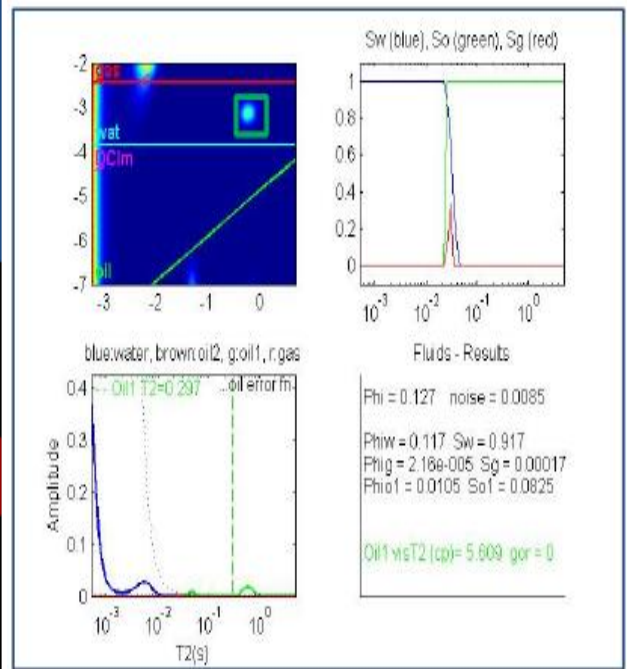 Sw (blue), So (green), Sg (red)
-2
-3
-4
-5
-6
-7
gas
wat
oil
-3 -2 -1 0
1
0.8
0.6
0.4
0.2
0
10-3 10-2 10-1 100
blue:water, brown:oil2, g:oil1, r:gas
Oil1 T2=0.297 ...oil error fn.
0.4
0.3
0.2
0.1
0
Amplitude
10-3 10-2 10-1 100
T2(s)
Fluids - Results
Phi = 0.127 noise = 0.0085
Phiw = 0.117 Sw = 0.917
Phig = 2.16e-005 Sg = 0.00017
Phio1 = 0.0105 So1 = 0.0825
Oil1 visT2 (cp)= 5.609 gor = 0